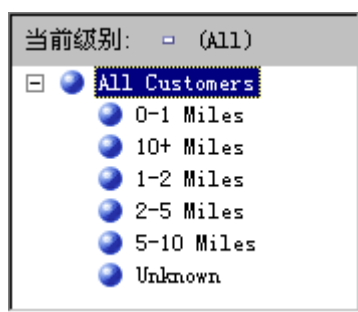 当前级别: (All)
All Customers
0-1 Miles
10+ Miles
1-2 Miles
2-5 Miles
5-10 Miles
Unknown